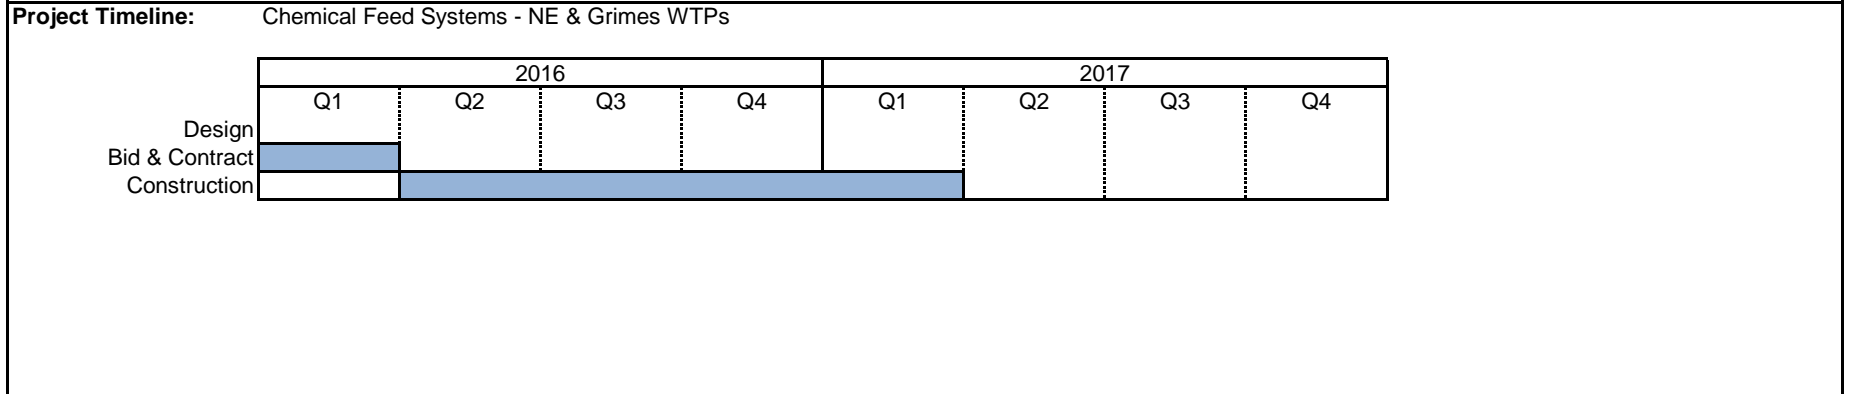 Project Timeline: Chemical Feed Systems - NE & Grimes WTPs
2016 2017
Q1 Q2 Q3 Q4 Q1 Q2 Q3 Q4
Design
Bid & Contract
Construction